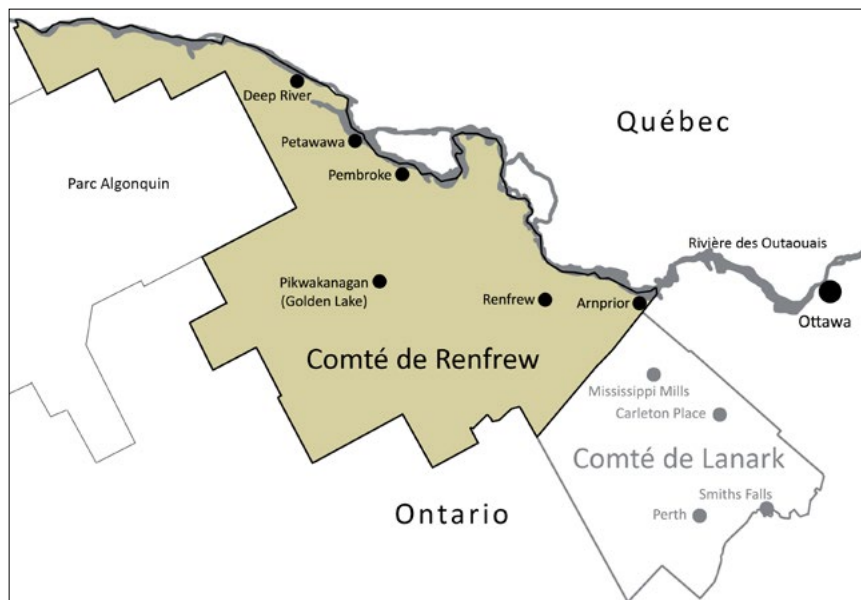 Deep River
Québec
Petawawa
Parc Algonquin
Pembroke
Rivière des Outaouais
Pikwakanagan
(Golden Lake)
Renfrew
Arnprior
Ottawa
Comté de Renfrew
Mississippi Mills
Carleton Place
Comté de Lanark
Smiths Falls
Ontario
Perth